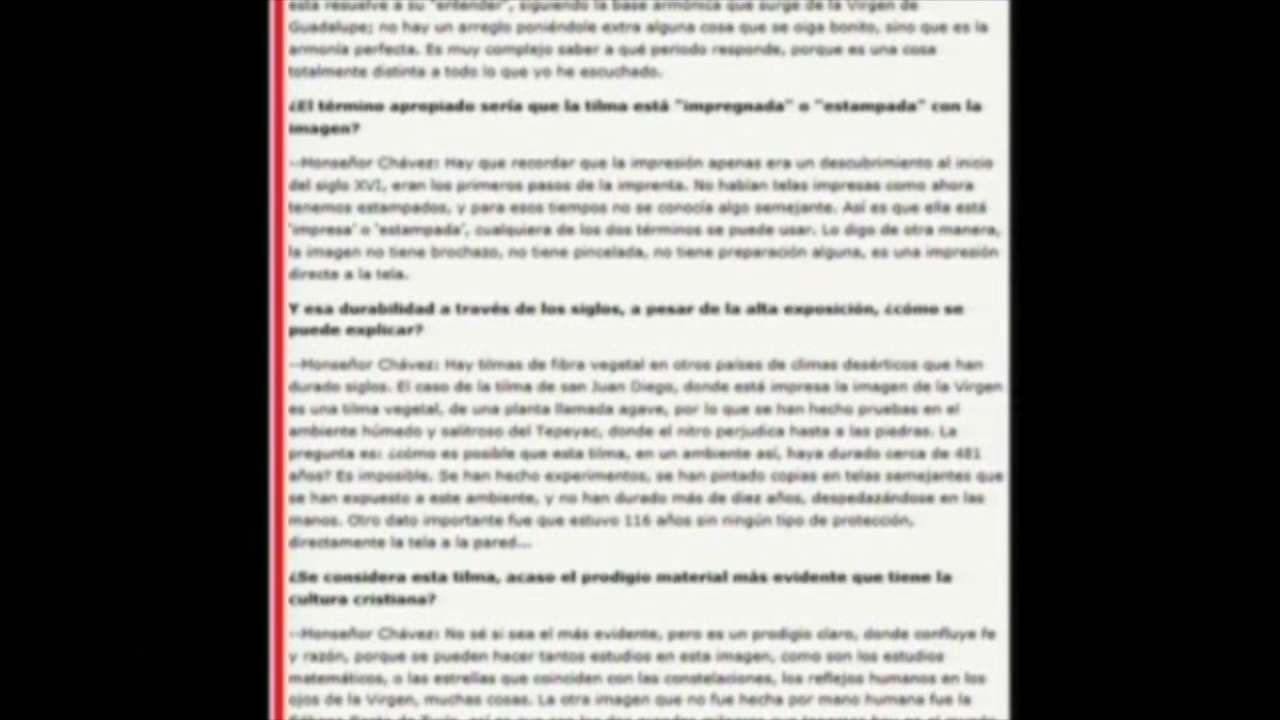 esta resuelve a su "entender", siguiendo la base armónica que surge de la Virgen de
Guadalupe; no hay un arreglo poniéndole extra alguna cosa que se oiga bonito, sino que es la
armonía perfecta. Es muy complejo saber a qué periodo responde, porque es una cosa
totalmente distinta a todo lo que yo he escuchado.
¿El término apropiado sería que la tilma está "impregnada" o "estampada" con la
imagen?
--Monseñor Chávez: Hay que recordar que la impresión apenas era un descubrimiento al inicio
del siglo XVI, eran los primeros pasos de la imprenta. No habían telas impresas como ahora
tenemos estampados, y para esos tiempos no se conocía algo semejante. Así es que ella está
'impresa' o 'estampada', cualquiera de los dos términos se puede usar. Lo digo de otra manera,
la imagen no tiene brochazo, no tiene pincelada, no tiene preparación alguna, es una impresión
directa a la tela.
Y esa durabilidad a través de los siglos, a pesar de la alta exposición, ¿cómo se
puede explicar?
--Monseñor Chávez: Hay tilmas de fibra vegetal en otros países de climas desérticos que han
durado siglos. El caso de la tilma de san Juan Diego, donde está impresa la imagen de la Virgen
es una tilma vegetal, de una planta llamada agave, por lo que se han hecho pruebas en el
ambiente húmedo y salitroso del Tepeyac, donde el nitro perjudica hasta a las piedras. La
pregunta es: ¿cómo es posible que esta tilma, en un ambiente así, haya durado cerca de 481
años? Es imposible. Se han hecho experimentos, se han pintado copias en telas semejantes que
se han expuesto a este ambiente, y no han durado más de diez años, despedazándose en las
manos. Otro dato importante fue que estuvo 116 años sin ningún tipo de protección,
directamente la tela a la pared...
¿Se considera esta tilma, acaso el prodigio material más evidente que tiene la
cultura cristiana?
--Monseñor Chávez: No sé si sea el más evidente, pero es un prodigio claro, donde confluye fe
y razón, porque se pueden hacer tantos estudios en esta imagen, como son los estudios
matemáticos, o las estrellas que coinciden con las constelaciones, los reflejos humanos en los
ojos de la Virgen, muchas cosas. La otra imagen que no fue hecha por mano humana fue la